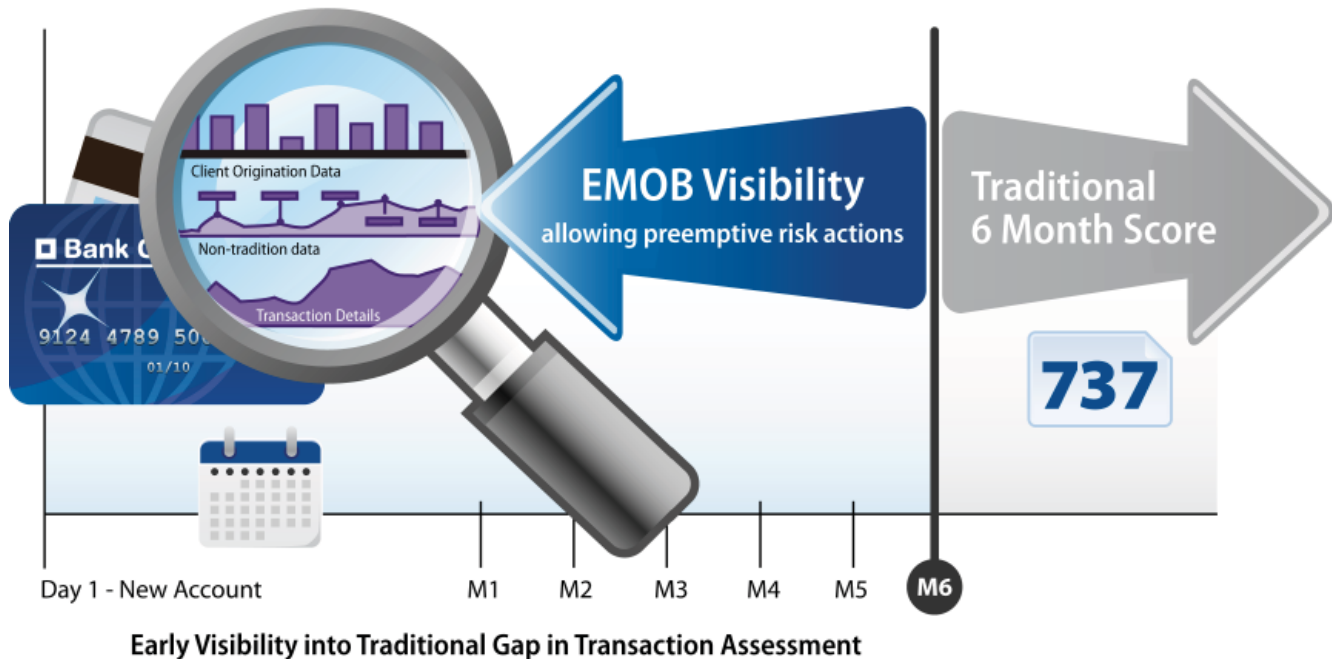 Client Origination Data
Non-tradition data
Transaction Details
Bank
9124 4789
01/10
EMOB Visibility
allowing preemptive risk actions
Traditional
6 Month Score
737
Day 1 - New Account
M1
M2
M3
M4
M5
M6
Early Visibility into Traditional Gap in Transaction Assessment